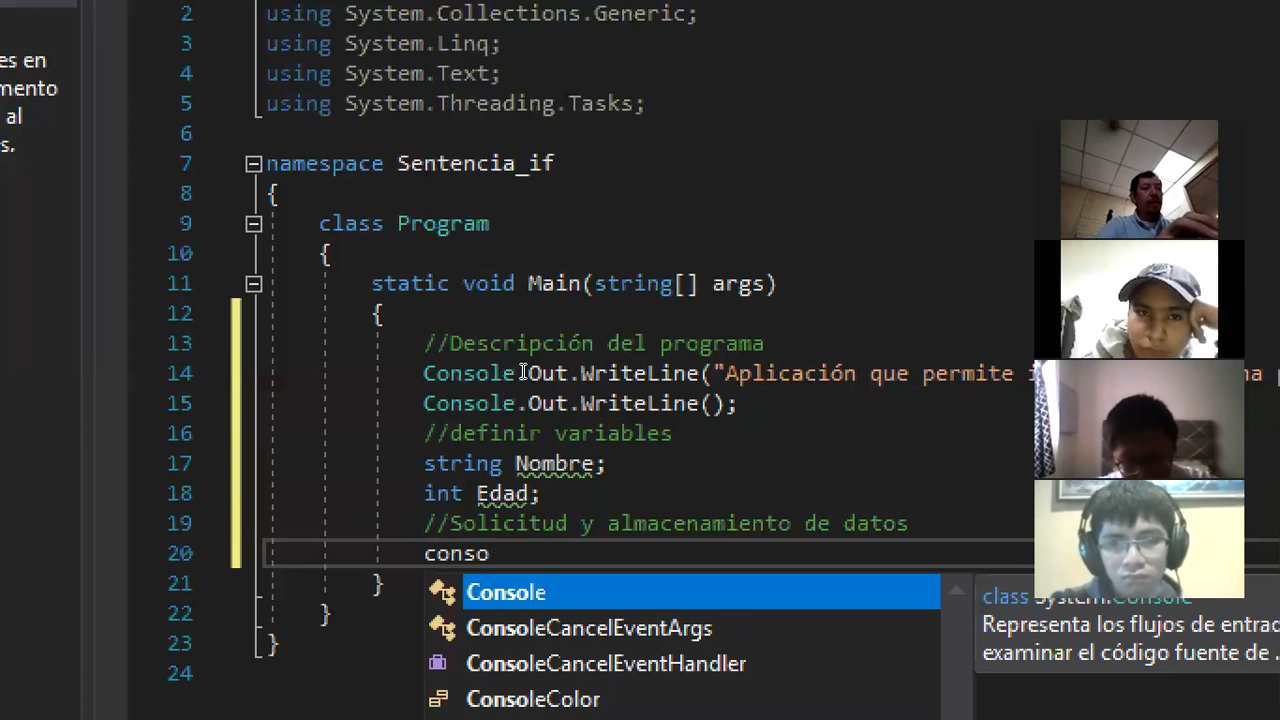 es en
mento
al
s,
2 using System.Collections.Generic;
3 using System.Linq;
4 using System.Text;
5 using System.Threading.Tasks;
6
7 namespace Sentencia_if
8 {
9 class Program
10 {
11 static void Main(string[] args)
12 {
13 //Descripción del programa
14 Console.Out.WriteLine("Aplicación que permite
15 Console.Out.WriteLine();
16 //definir variables
17 string Nombre;
18 int Edad;
19 //Solicitud y almacenamiento de datos
20 conso
21 }
22 }
23 }
24
Console
ConsoleCancelEventArgs
ConsoleCancelEventHandler
ConsoleColor
class System.Console
Representa los flujos de entrad
examinar el código fuente de .